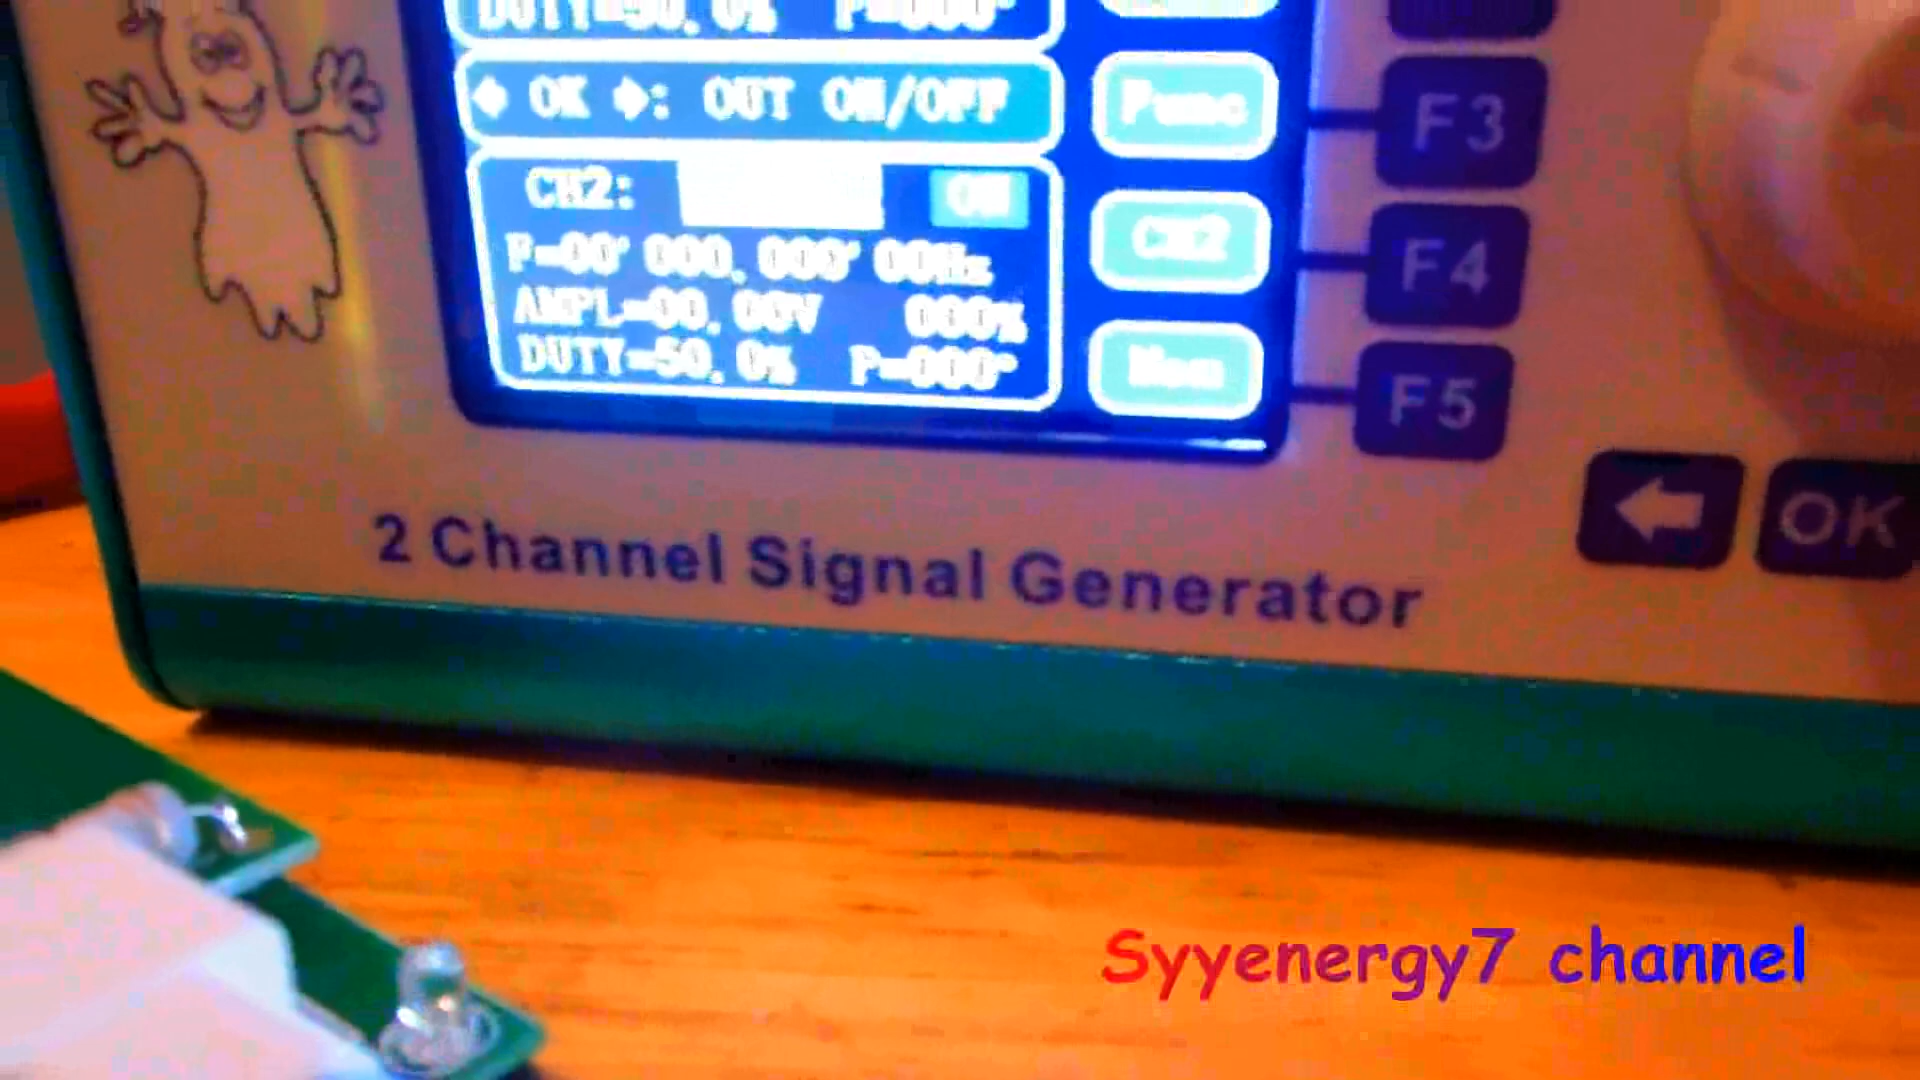 DUTY=50.0% P=000°
OK : OUT ON/OFF
Func
F3
CH2: ON
F=00'000.000'00Hz
CH2
F4
AMPL=00.00V 000%
DUTY=50.0% P=000°
F5
OK
2 Channel Signal Generator
Syyenergy7 channel